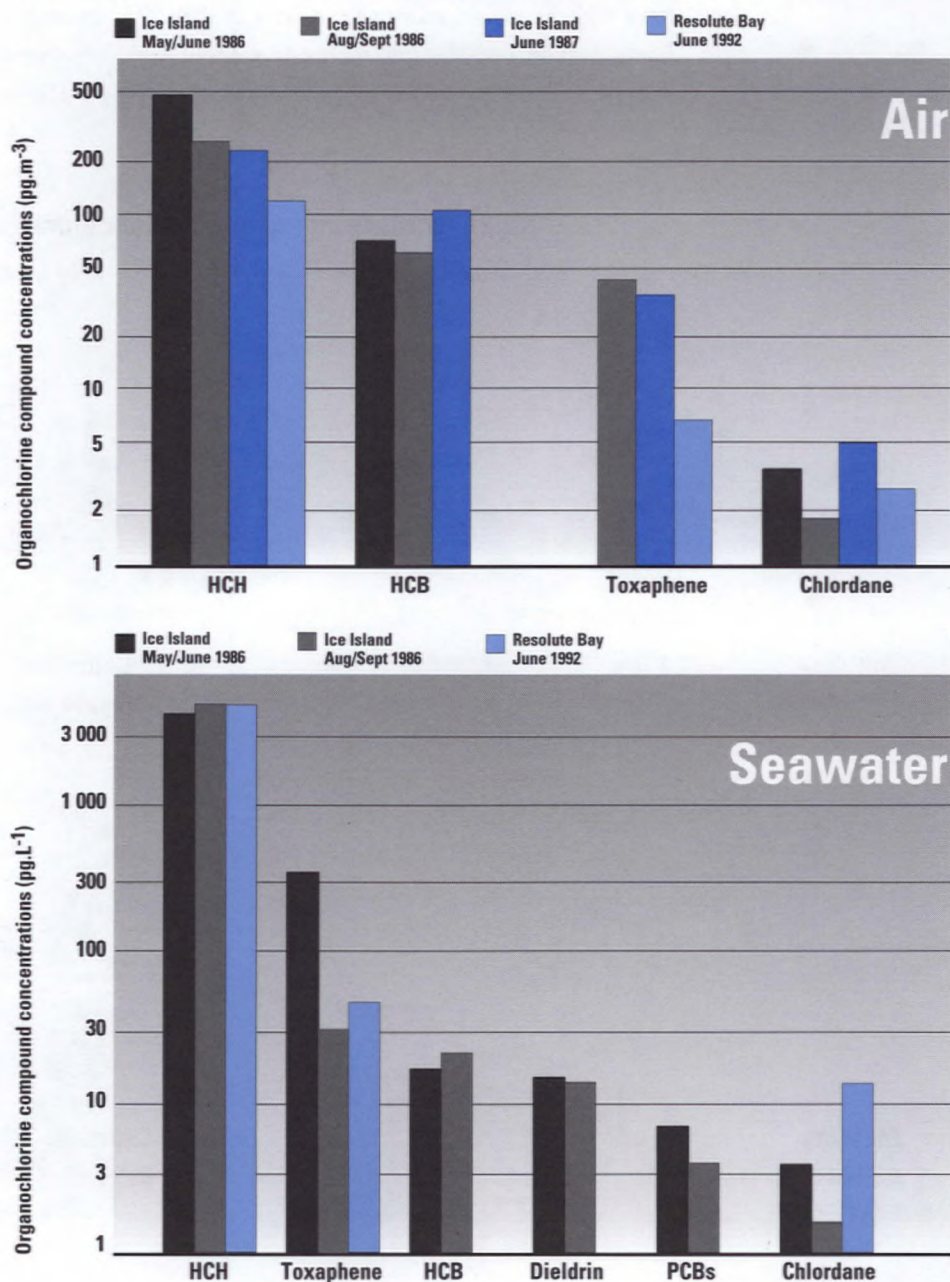 Ice Island
May/June 1986
Ice Island
Aug/Sept 1986
Ice Island
June 1987
Resolute Bay
June 1992
Organochlorine compound concentrations (pg.m-3)
Air
500
200
100
50
20
10
5
2
1
HCH HCB Toxaphene Chlordane
Ice Island
May/June 1986
Ice Island
Aug/Sept 1986
Resolute Bay
June 1992
Organochlorine compound concentrations (pg.L-1)
Seawater
3 000
1 000
300
100
30
10
3
1
HCH Toxaphene HCB Dieldrin PCBs Chlordane